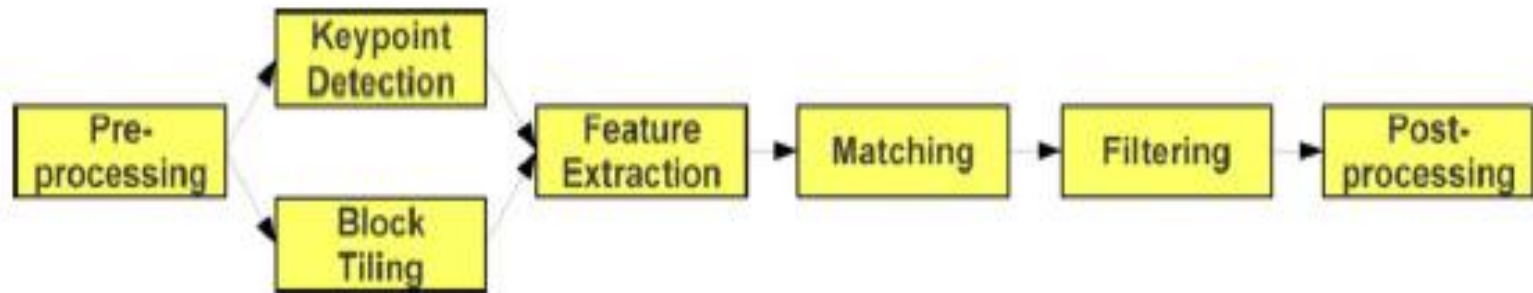 Pre-
processing
Keypoint
Detection
Block
Tiling
Feature
Extraction
Matching
Filtering
Post-
processing